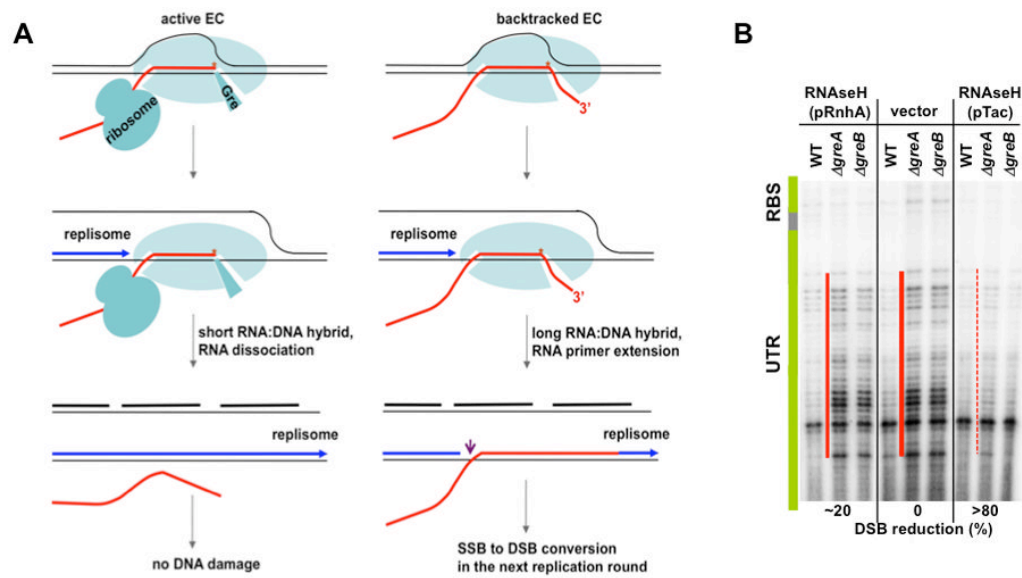 A
active EC
backtracked EC
ribosome
Gre
3'
replisome
replisome
3'
short RNA:DNA hybrid,
RNA dissociation
long RNA:DNA hybrid,
RNA primer extension
replisome
replisome
no DNA damage
SSB to DSB conversion
in the next replication round
B
RNAseH
(pRnhA)
vector
RNAseH
(pTac)
WT
ΔgreA
ΔgreB
WT
ΔgreA
ΔgreB
WT
ΔgreA
ΔgreB
RBS
UTR
~20
0
>80
DSB reduction (%)